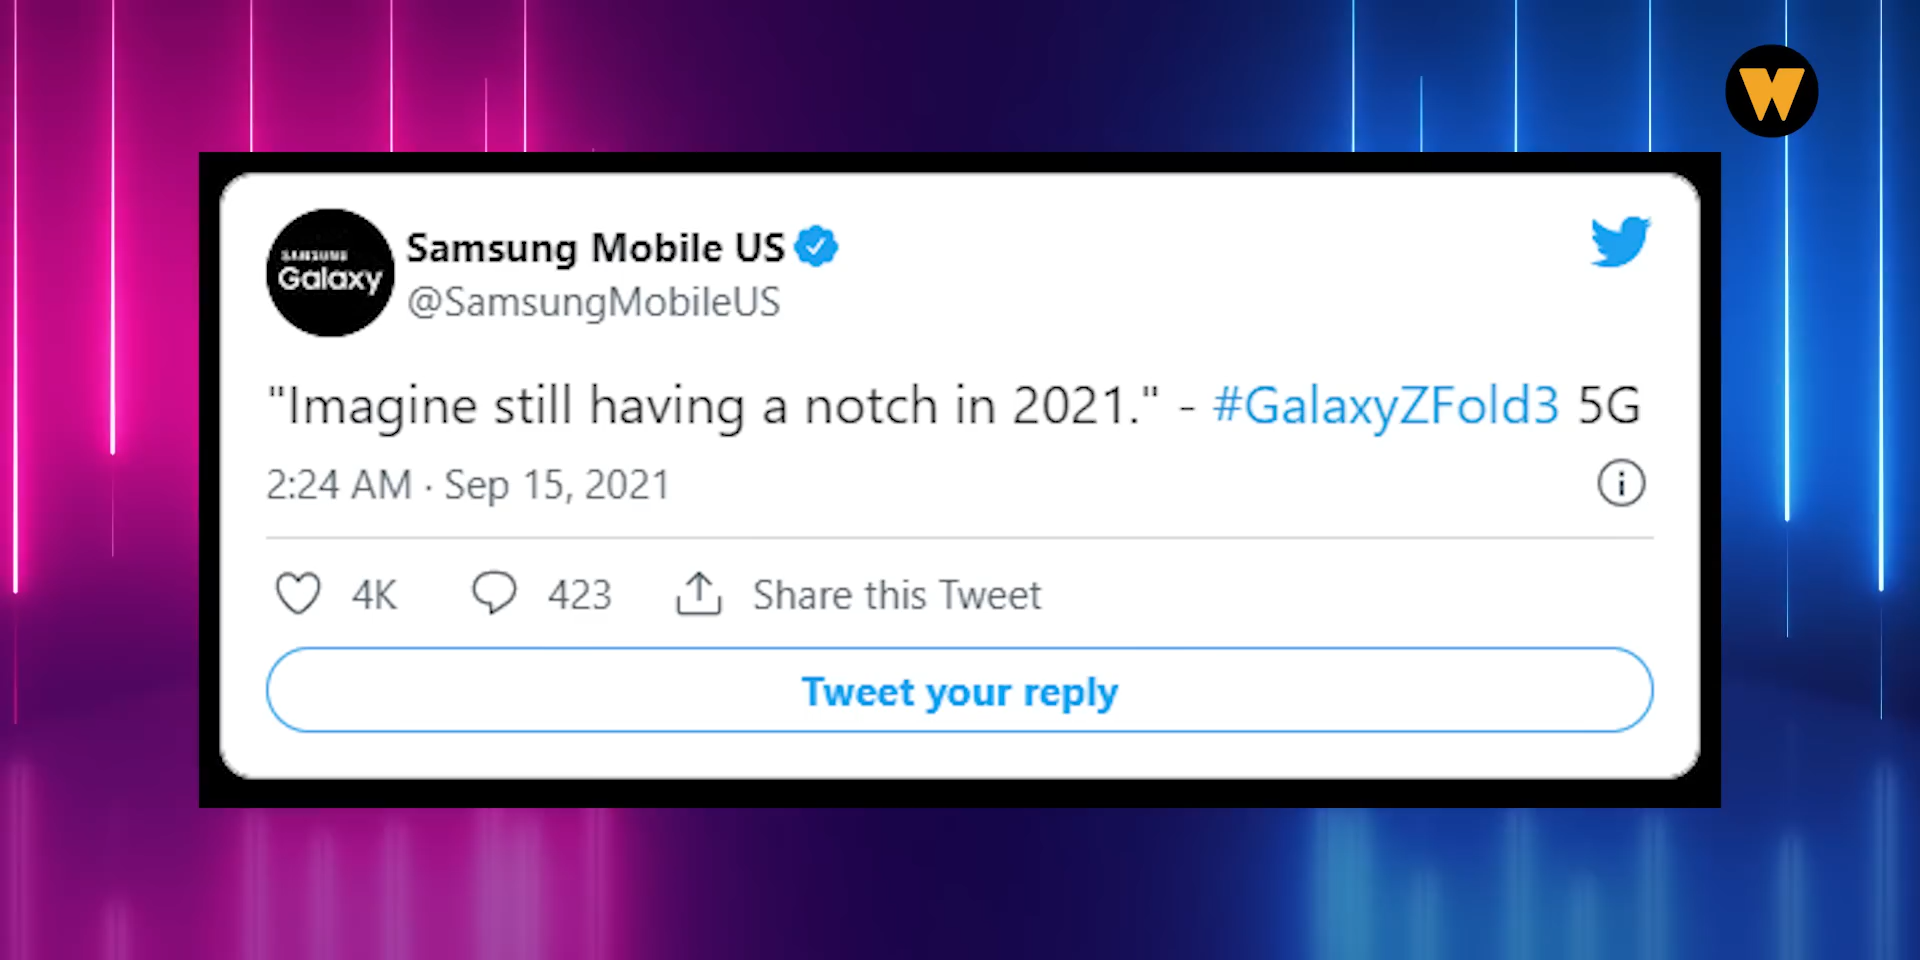 W
SAMSUNG
Galaxy
Samsung Mobile US
@SamsungMobileUS
"Imagine still having a notch in 2021." - #GalaxyZFold3 5G
2:24 AM · Sep 15, 2021
4K 423 Share this Tweet
Tweet your reply